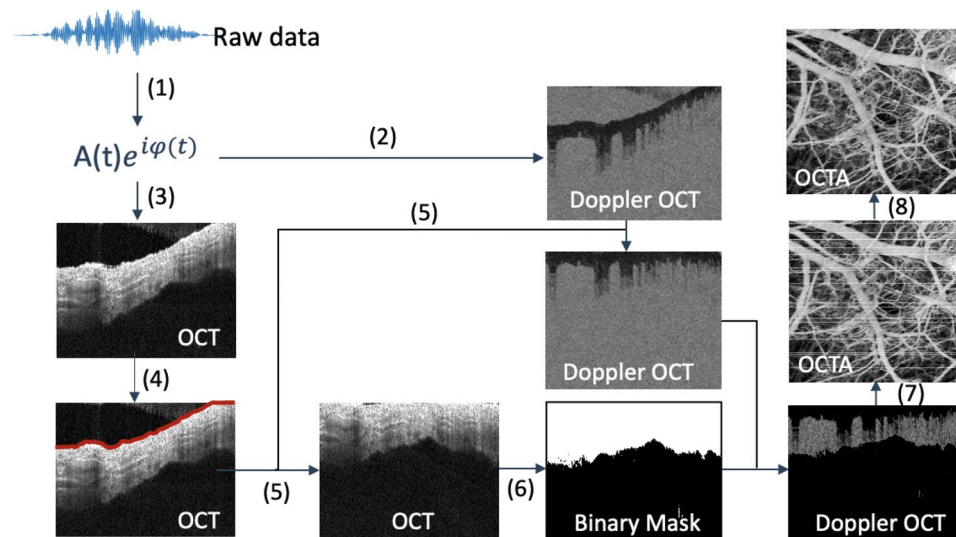 Raw data
(1)
A(t)e^{iφ(t)}
(2)
Doppler OCT
OCTA
(3)
(5)
(8)
OCT
Doppler OCT
OCTA
(4)
(7)
OCT
(5)
OCT
(6)
Binary Mask
Doppler OCT